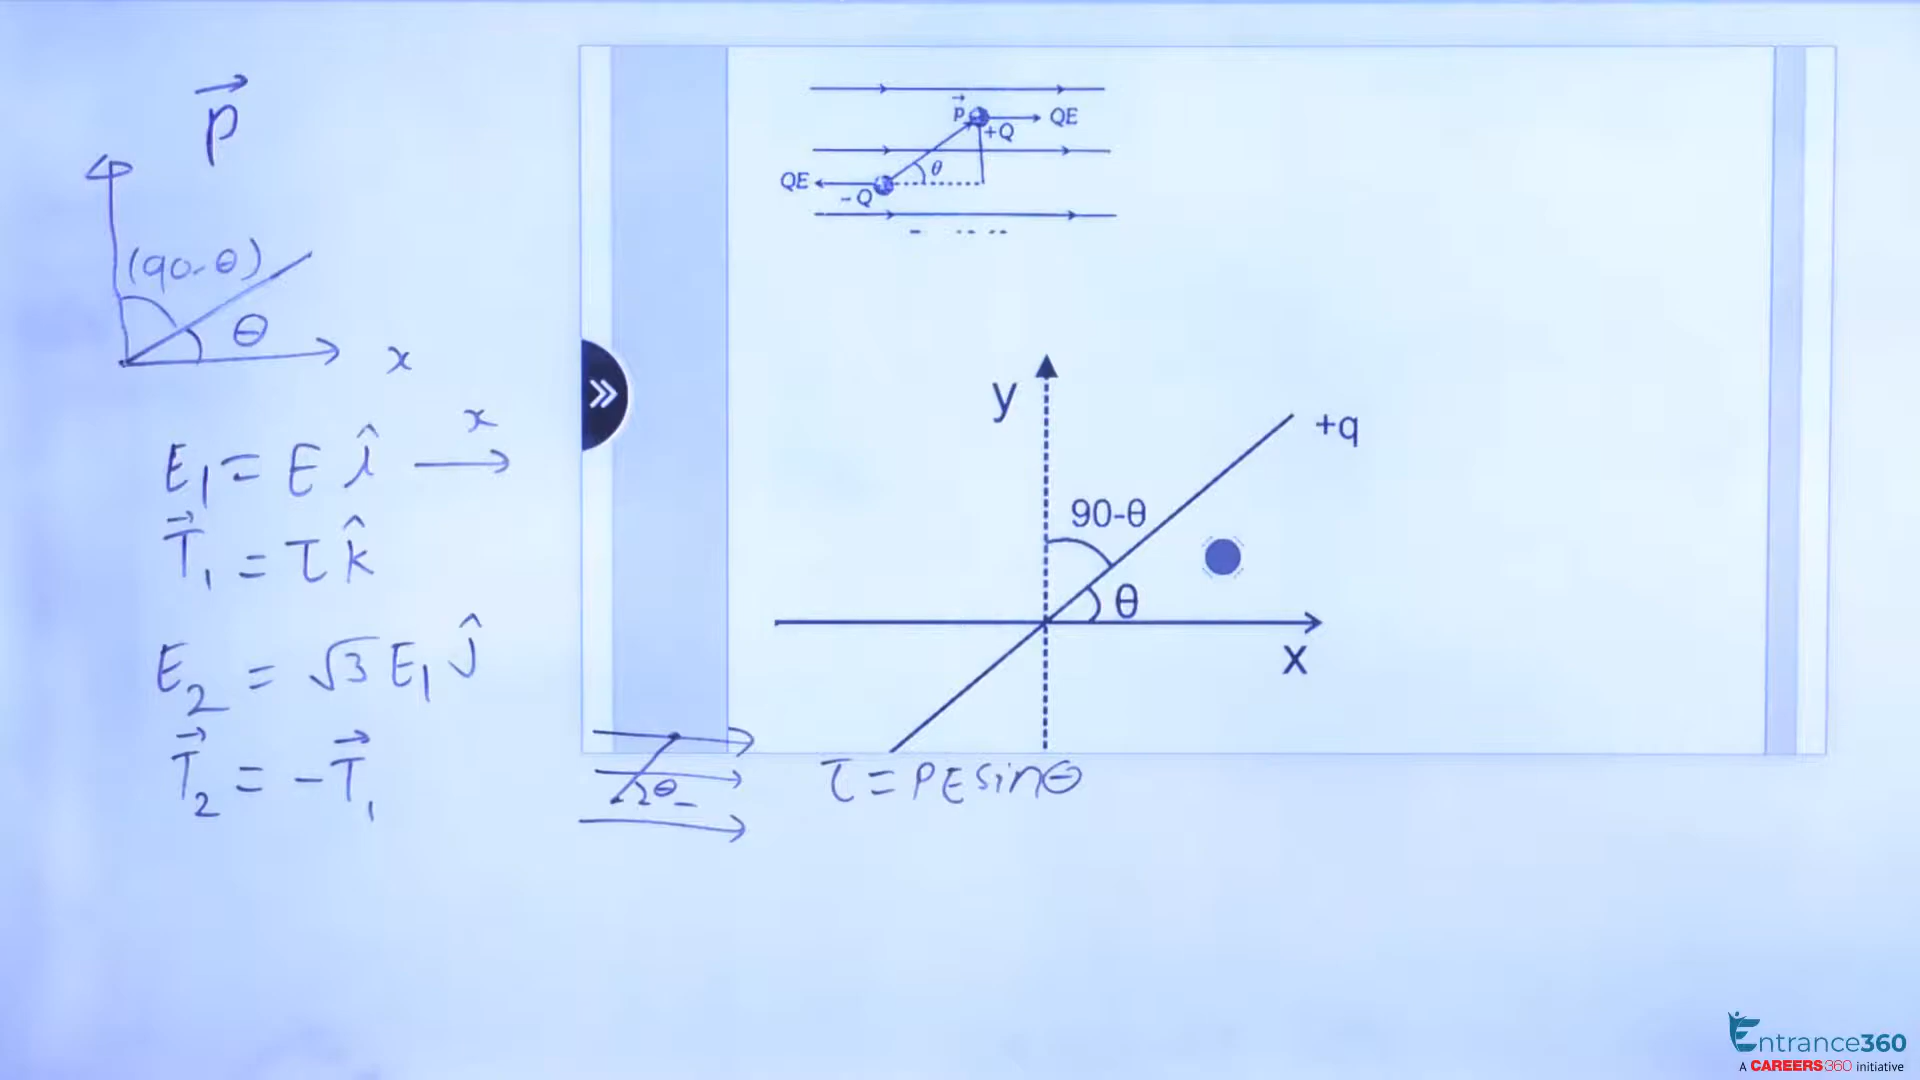 p
(90-θ)
θ
x
E₁ = E î
x
T₁ = τ k̂
E₂ = √3 E₁ ĵ
T₂ = -T₁
θ
τ = PE sinθ
p
+Q
QE
θ
QE
-Q
y
+q
90-θ
θ
x
Entrance360
A CAREERS360 initiative